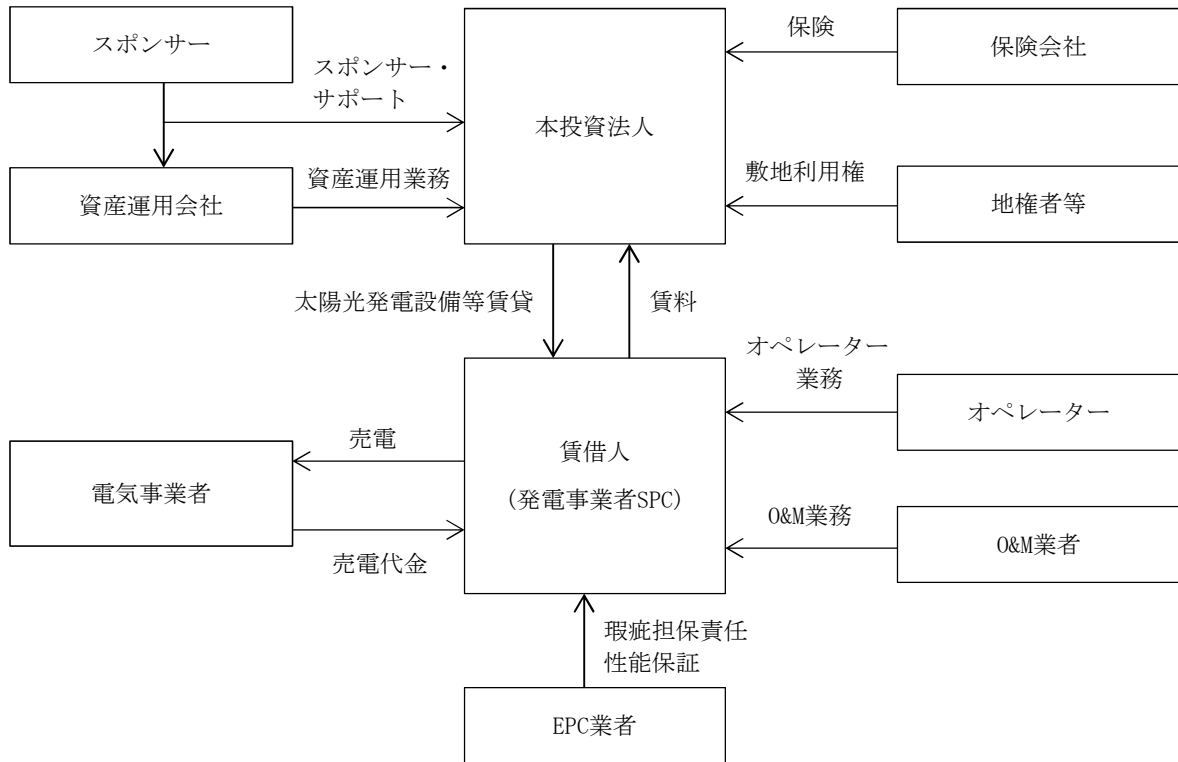 スポンサー
スポンサー・
サポート
資産運用会社
資産運用業務
本投資法人
保険
保険会社
敷地利用権
地権者等
太陽光発電設備等賃貸
賃料
オペレーター
業務
オペレーター
売電
電気事業者
売電代金
賃借人
(発電事業者SPC)
O&M業務
O&M業者
瑕疵担保責任
性能保証
EPC業者